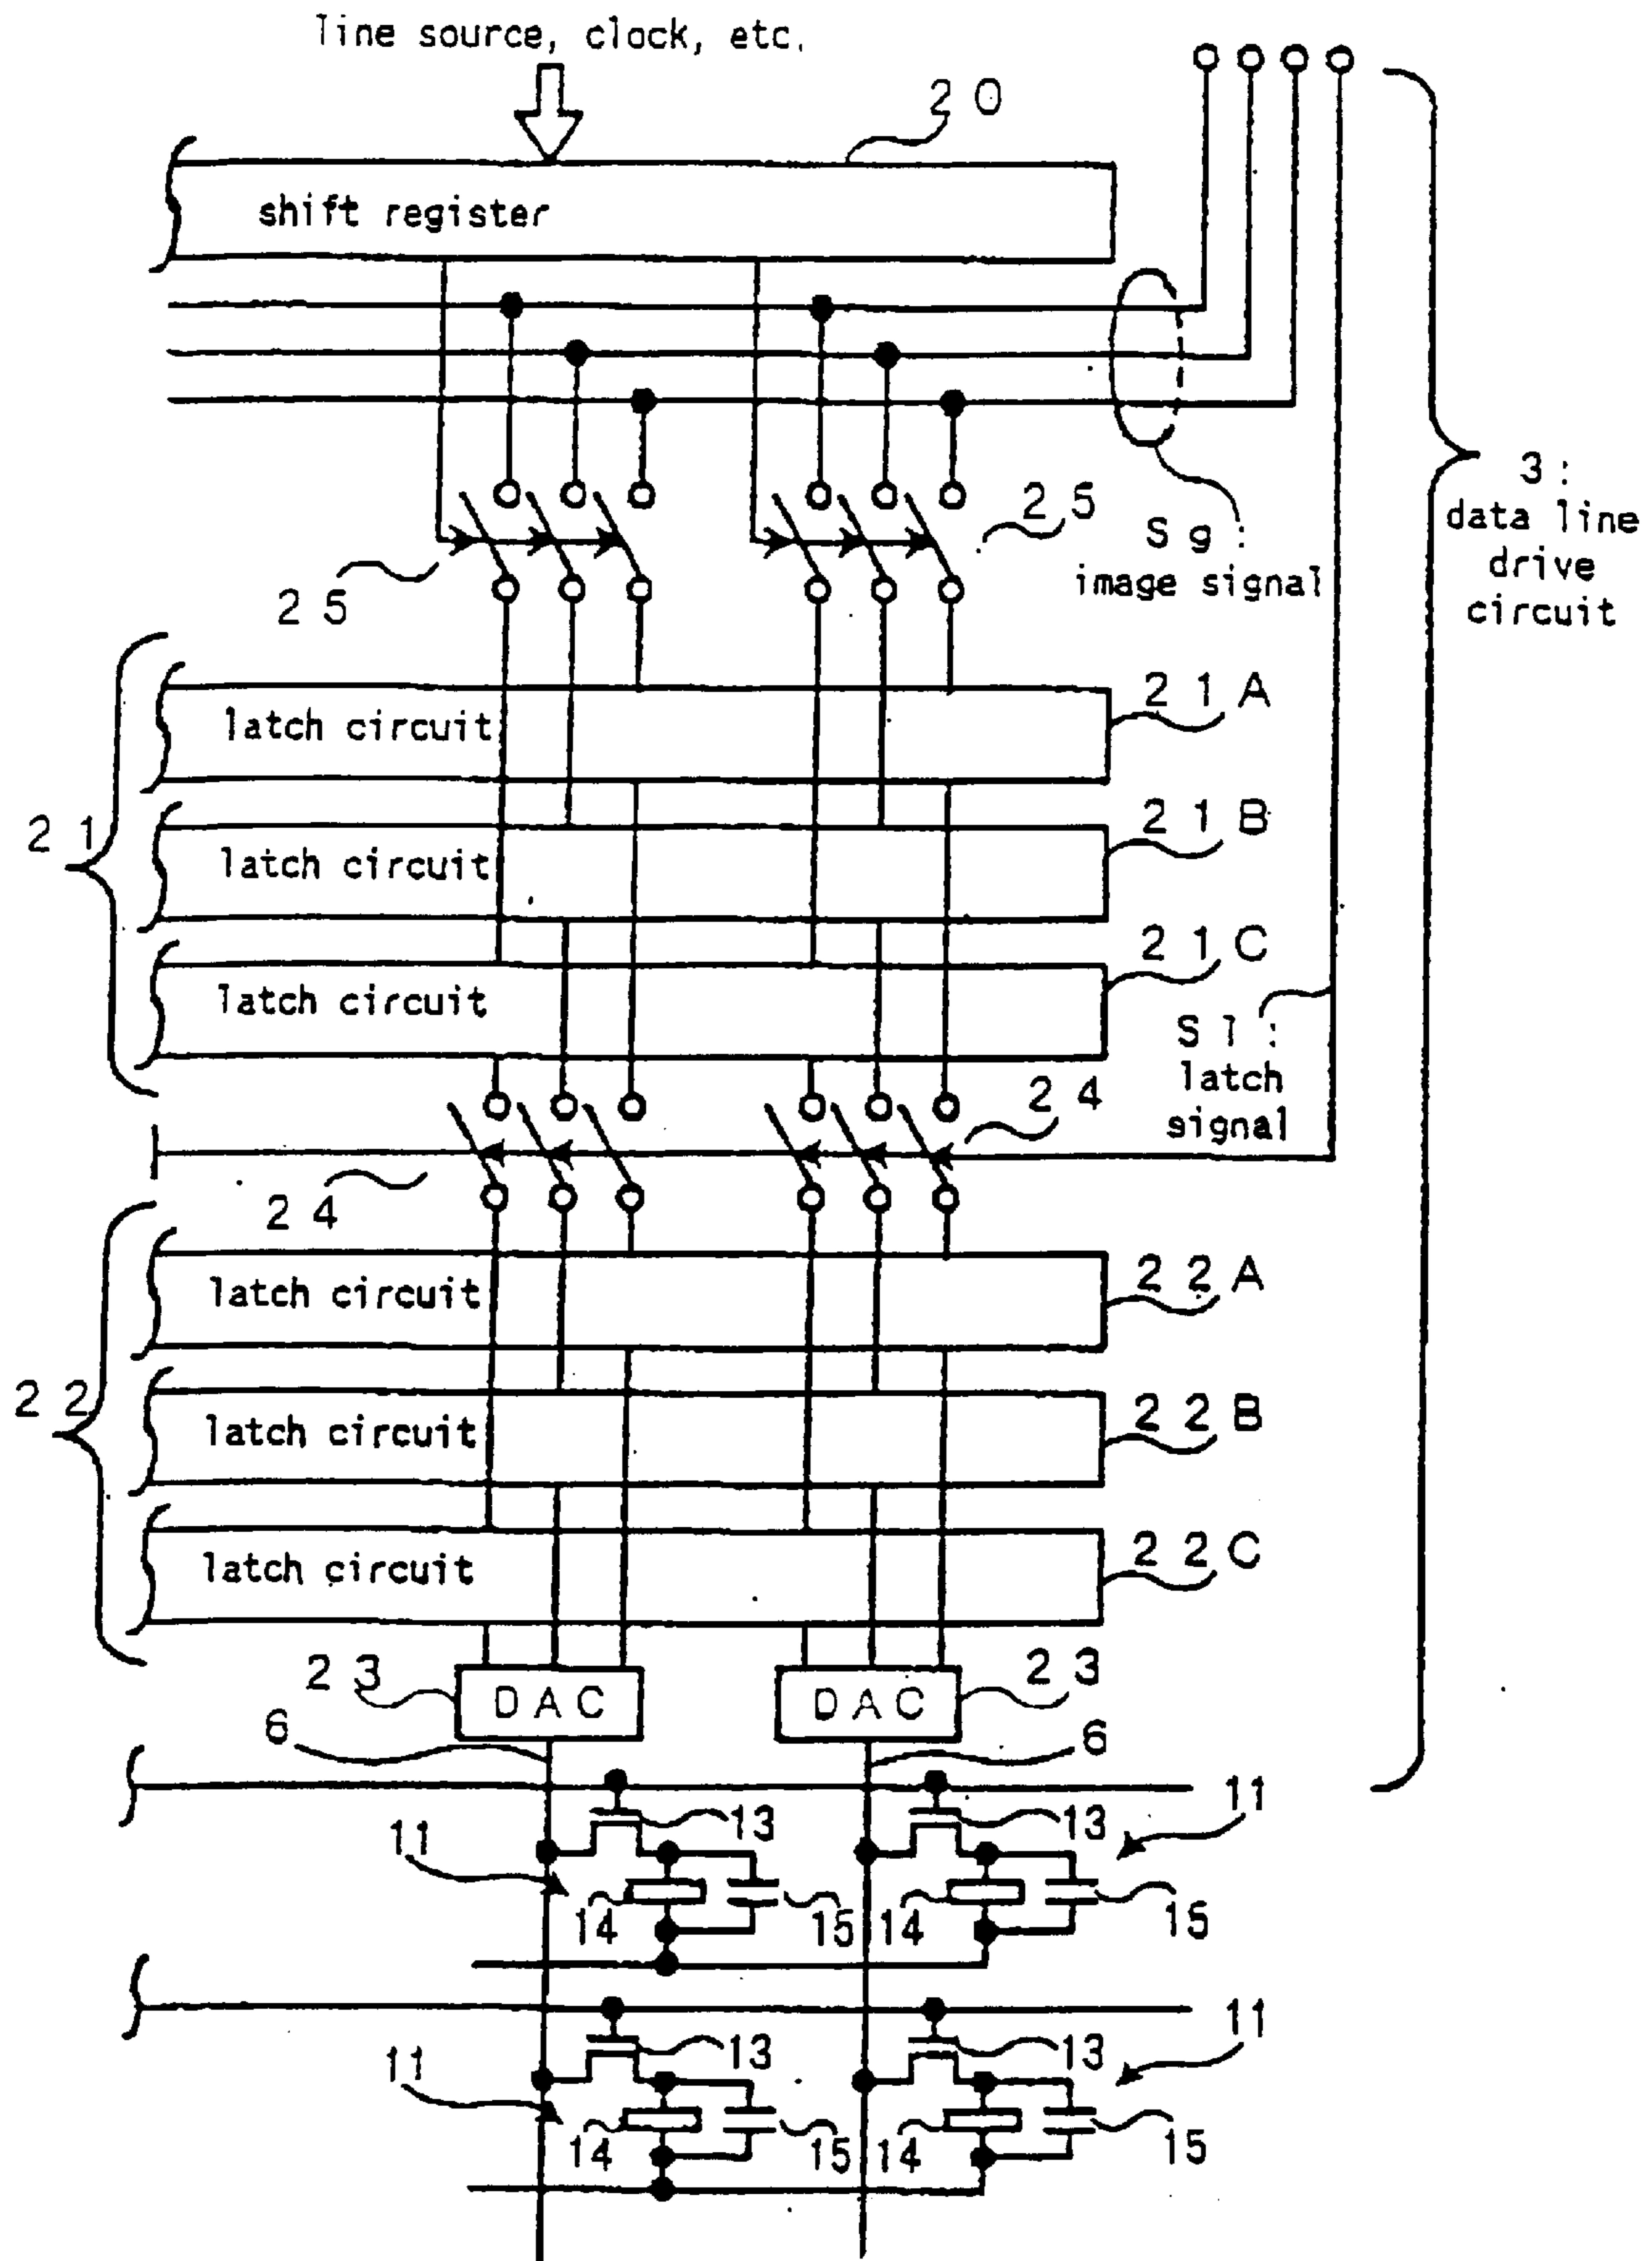 line source, clock, etc.
20
shift register
25
25
Sg:
image signal
3:
data line
drive
circuit
21
latch circuit
21A
latch circuit
21B
latch circuit
21C
Sl:
latch
signal
24
24
22
latch circuit
22A
latch circuit
22B
latch circuit
22C
23
DAC
DAC
23
6
6
11
13
13
11
14
15
14
15
11
13
13
11
14
15
14
15